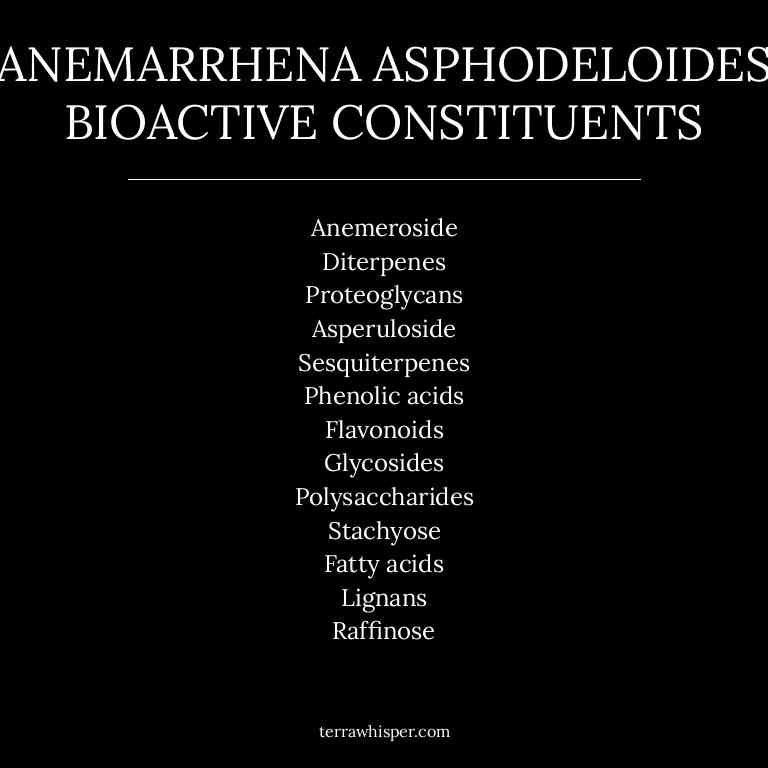 ANEMARRHENA ASPHODELOIDES
BIOACTIVE CONSTITUENTS
Anemeroside
Diterpenes
Proteoglycans
Asperuloside
Sesquiterpenes
Phenolic acids
Flavonoids
Glycosides
Polysaccharides
Stachyose
Fatty acids
Lignans
Raffinose
terrawhisper.com